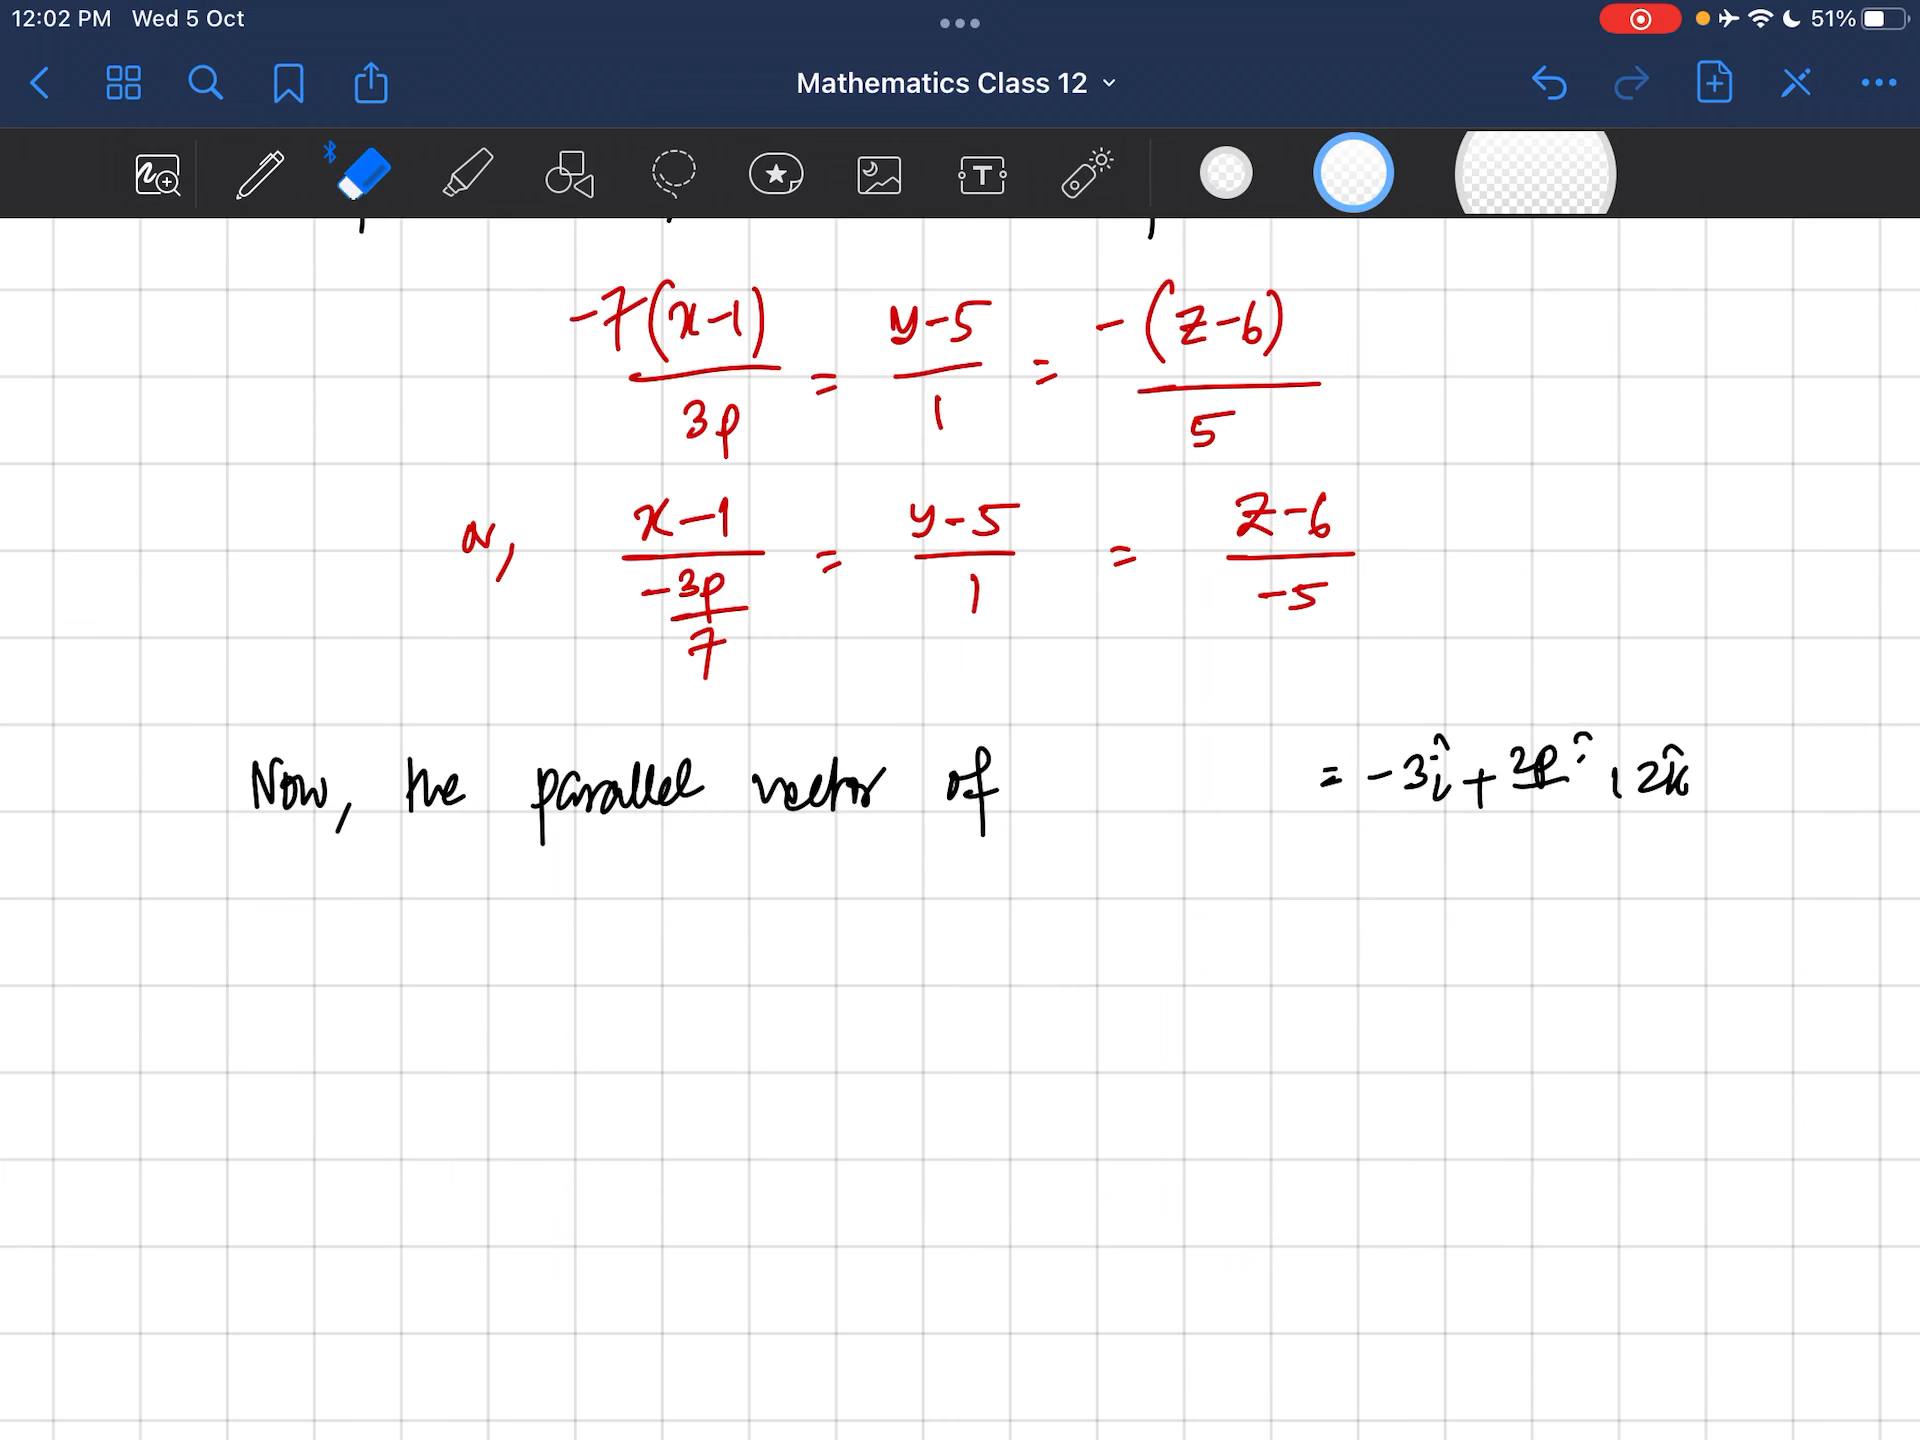 12:02 PM Wed 5 Oct
51%
Mathematics Class 12
-7(x-1)/3p = y-5/1 = -(z-6)/5
or, x-1/(-3p/7) = y-5/1 = z-6/-5
Now, the parallel vector of = -3î + 2p 2k̂